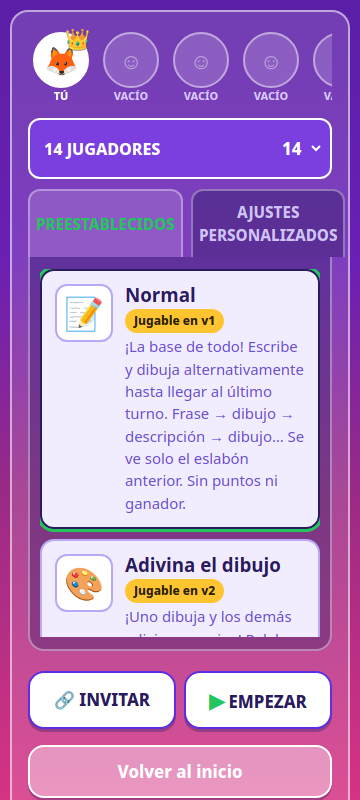 TÚ
VACÍO
VACÍO
VACÍO
14 JUGADORES
14
PREESTABLECIDOS
AJUSTES
PERSONALIZADOS
Normal
Jugable en v1
¡La base de todo! Escribe
y dibuja alternativamente
hasta llegar al último
turno. Frase → dibujo →
descripción → dibujo... Se
ve solo el eslabón
anterior. Sin puntos ni
ganador.
Adivina el dibujo
Jugable en v2
¡Uno dibuja y los demás
INVITAR
EMPEZAR
Volver al inicio